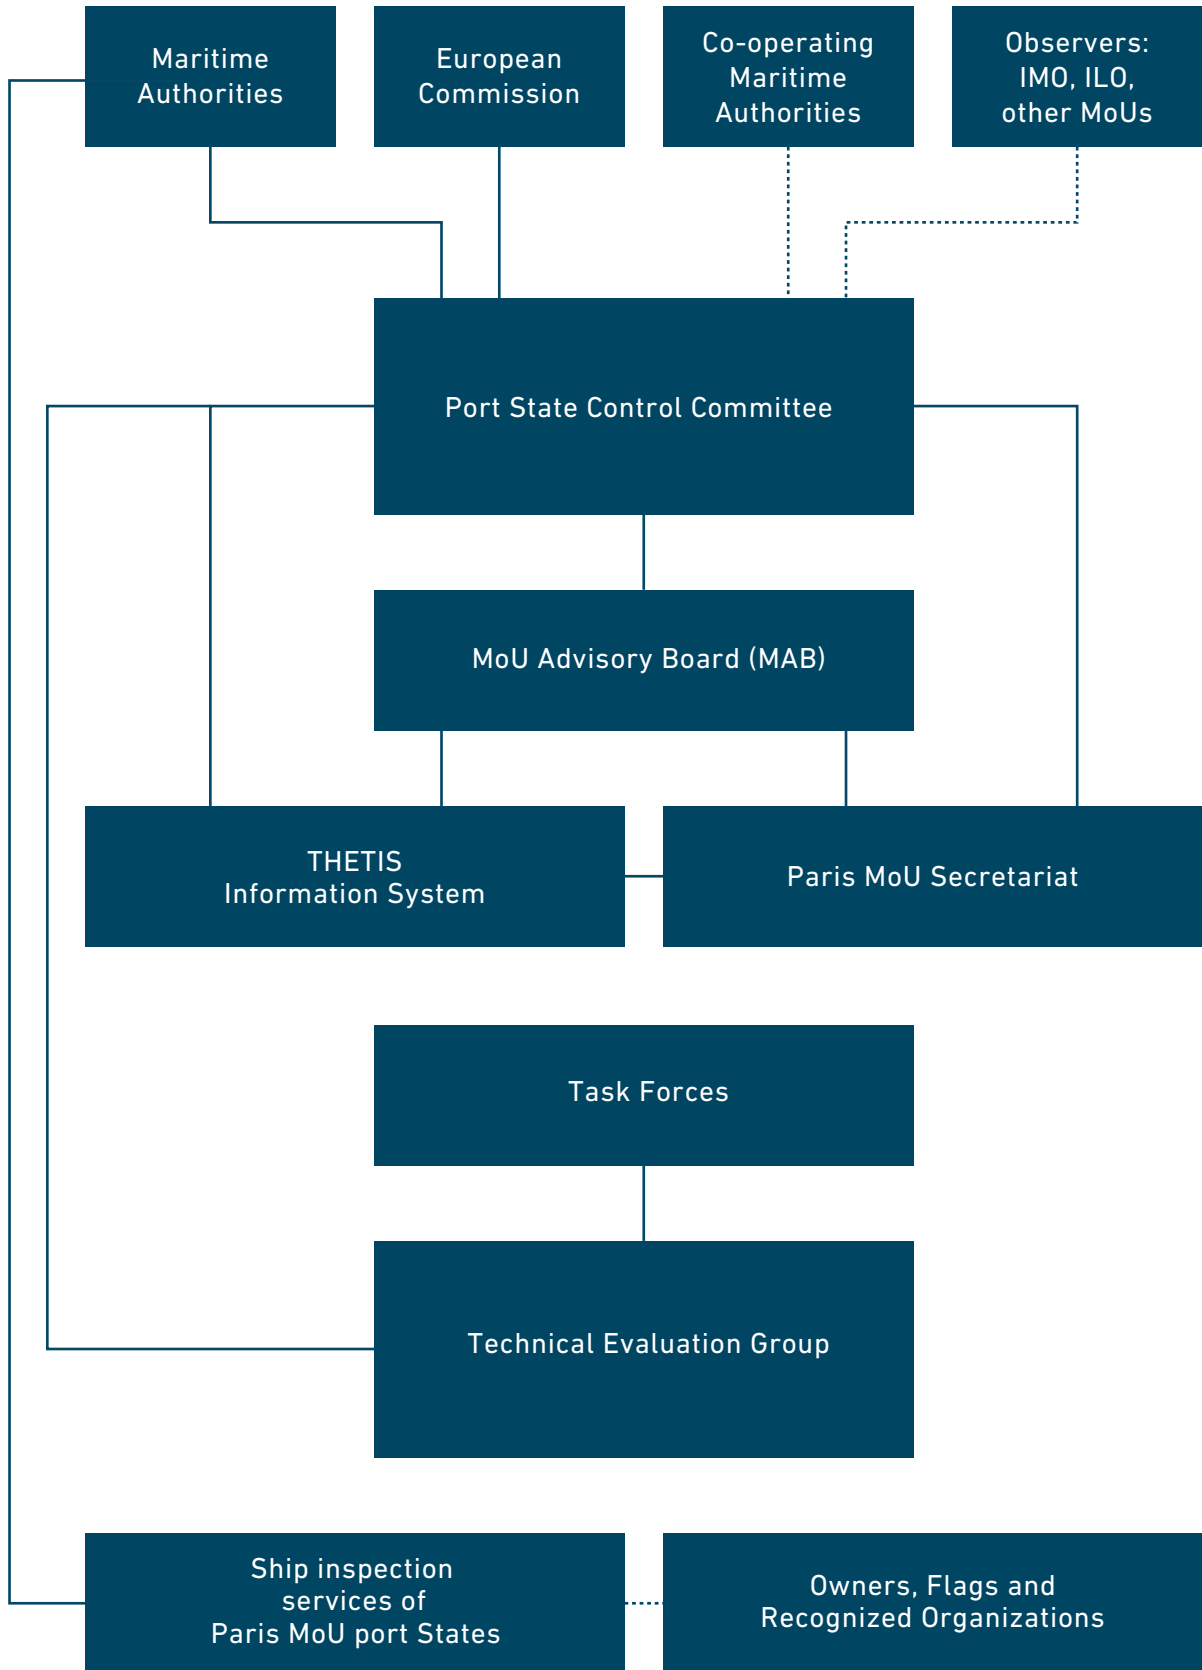 Maritime
Authorities
European
Commission
Co-operating
Maritime
Authorities
Observers:
IMO, ILO,
other MoUs
Port State Control Committee
MoU Advisory Board (MAB)
THETIS
Information System
Paris MoU Secretariat
Task Forces
Technical Evaluation Group
Ship inspection
services of
Paris MoU port States
Owners, Flags and
Recognized Organizations